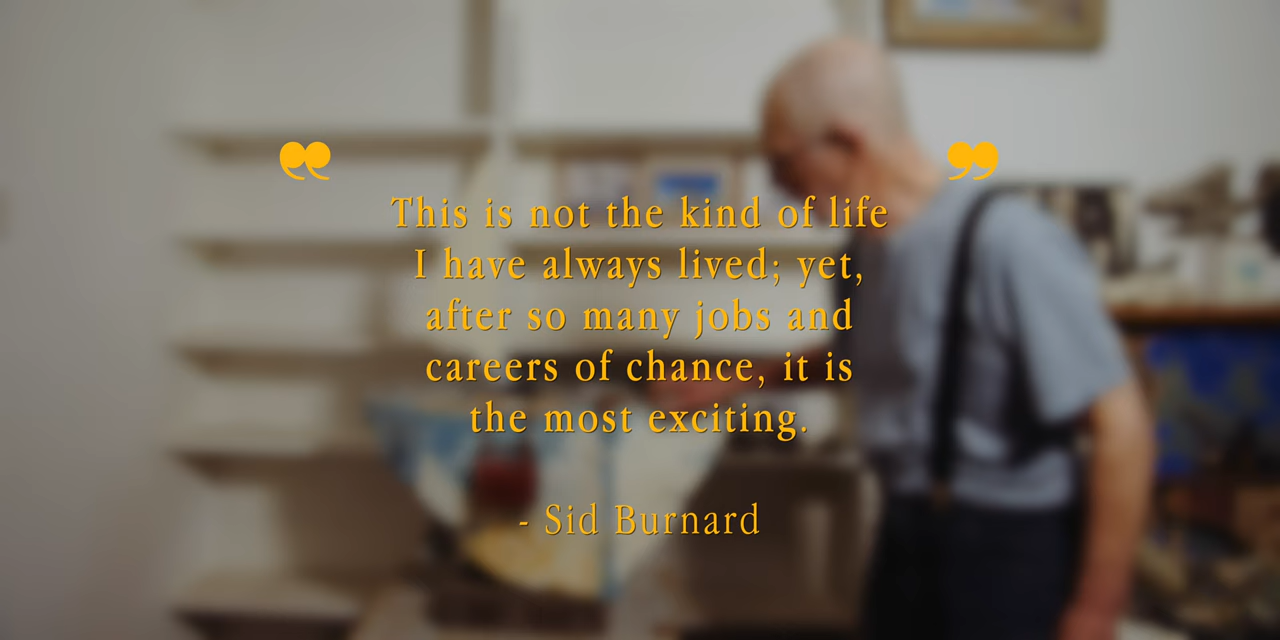 ❝ ❞
This is not the kind of life
I have always lived; yet,
after so many jobs and
careers of chance, it is
the most exciting.
- Sid Burnard